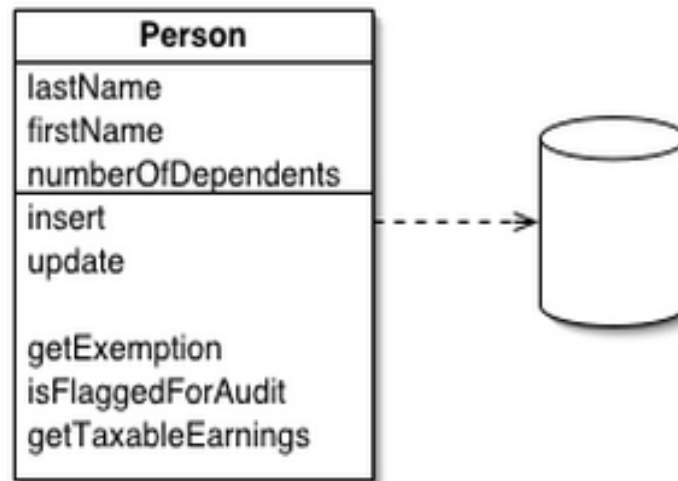 Person
lastName
firstName
numberOfDependents
insert
update
getExemption
isFlaggedForAudit
getTaxableEarnings